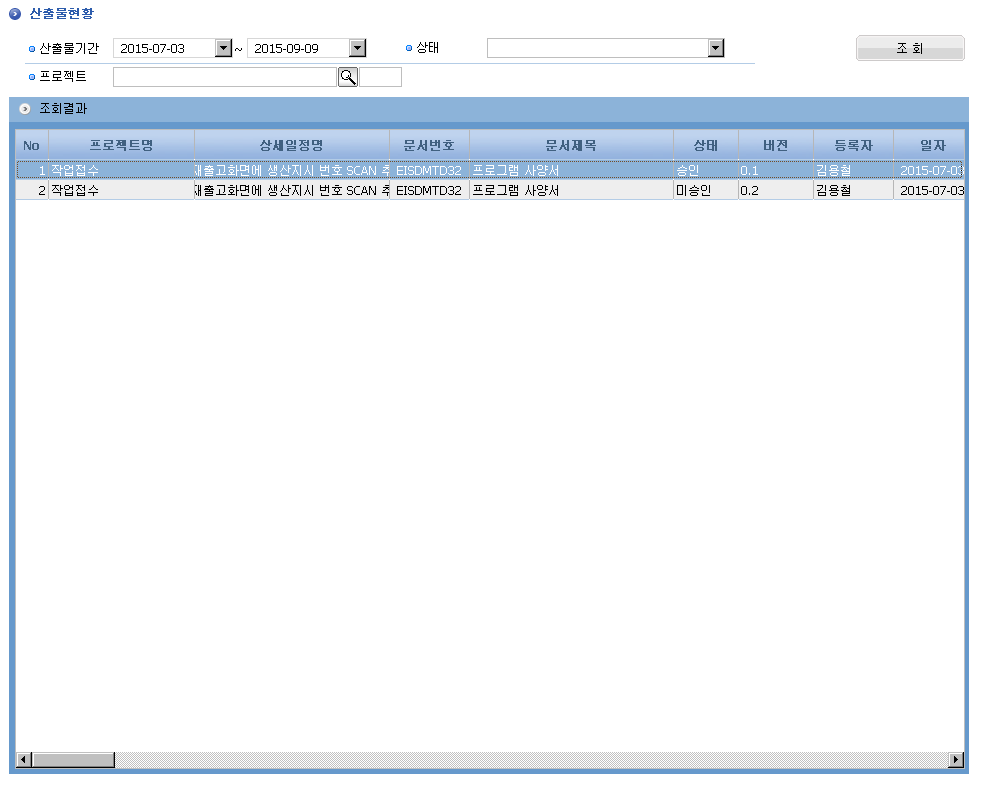 산출물현황
산출물기간 2015-07-03 ~ 2015-09-09 상태 조 회
프로젝트
조회결과
No 프로젝트명 상세일정명 문서번호 문서제목 상태 버전 등록자 일자
1 작업접수 재출고화면에 생산지시 번호 SCAN EISDMTD32 프로그램 사양서 승인 0.1 김용철 2015-07-03
2 작업접수 재출고화면에 생산지시 번호 SCAN EISDMTD32 프로그램 사양서 미승인 0.2 김용철 2015-07-03